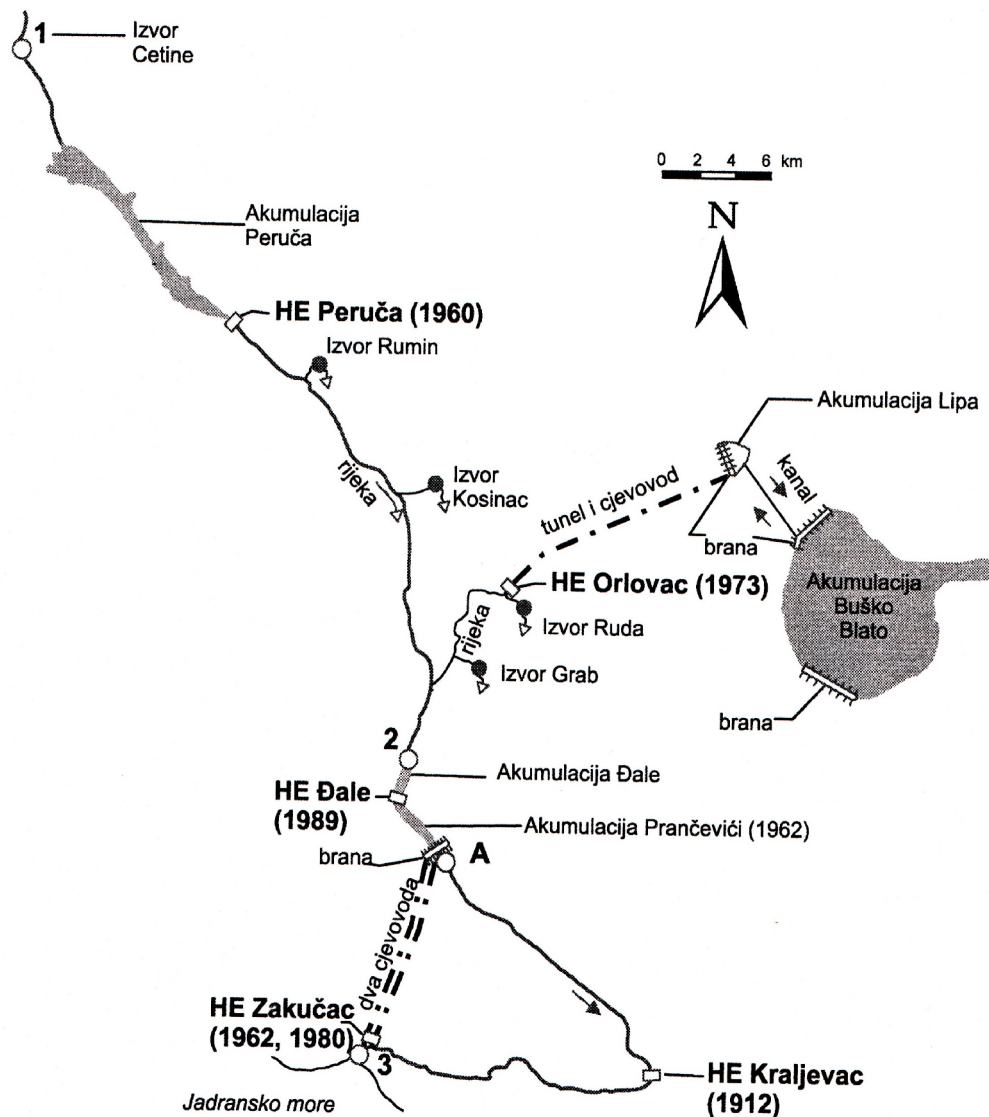 1
Izvor
Cetine
0 2 4 6 km
N
Akumulacija
Peruča
HE Peruča (1960)
Izvor Rumin
Akumulacija Lipa
rijeka
Izvor
Kosinac
tunel i cjevovod
kanal
brana
HE Orlovac (1973)
Akumulacija
Buško
Blato
rijeka
Izvor Ruda
Izvor Grab
brana
2
Akumulacija Đale
HE Đale
(1989)
Akumulacija Prančevići (1962)
brana
A
dva cjevovoda
HE Zakučac
(1962, 1980)
3
HE Kraljevac
(1912)
Jadransko more